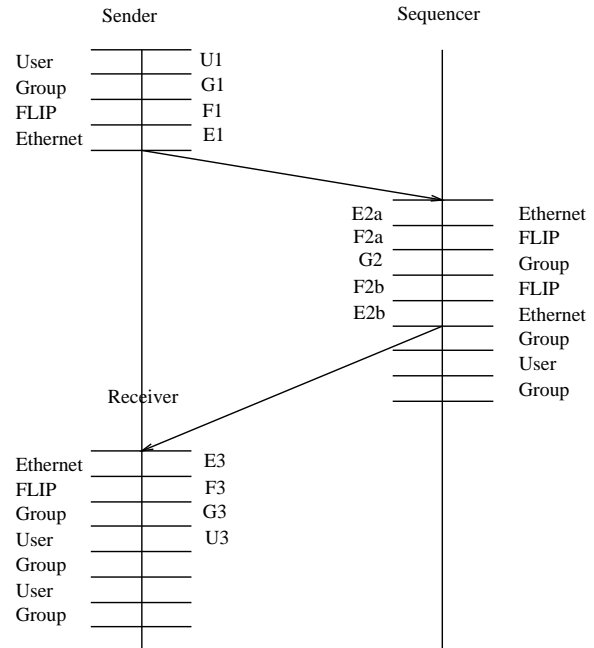 Sender
Sequencer
User U1
Group G1
FLIP F1
Ethernet E1
E2a Ethernet
F2a FLIP
G2 Group
F2b FLIP
E2b Ethernet
Group
User
Group
Receiver
Ethernet E3
FLIP F3
Group G3
User U3
Group
User
Group